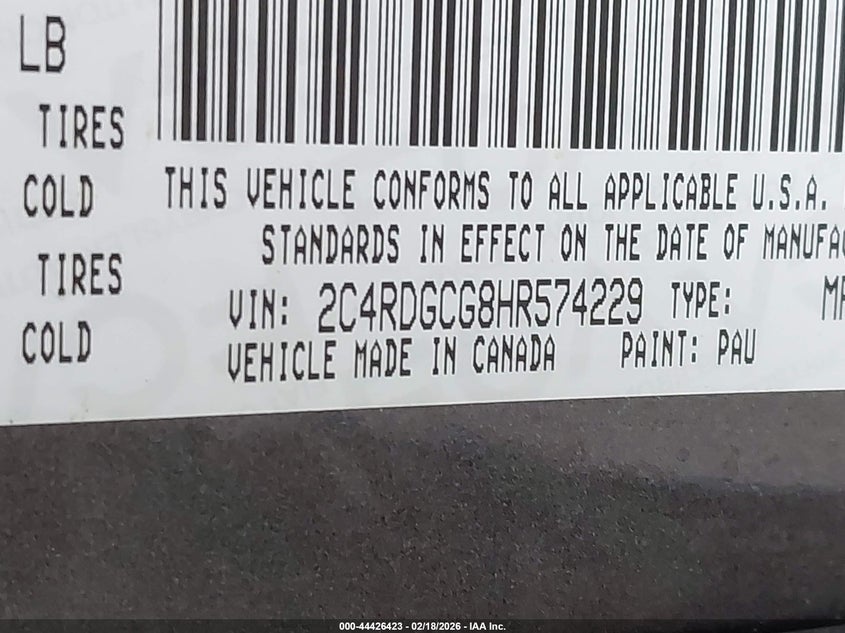 LB
TIRES
COLD
TIRES
COLD
THIS VEHICLE CONFORMS TO ALL APPLICABLE U.S.A.
STANDARDS IN EFFECT ON THE DATE OF MANUFAC
VIN: 2C4RDGCG8HR574229 TYPE:
VEHICLE MADE IN CANADA PAINT: PAU
000-44426423 - 02/18/2026 - IAA Inc.